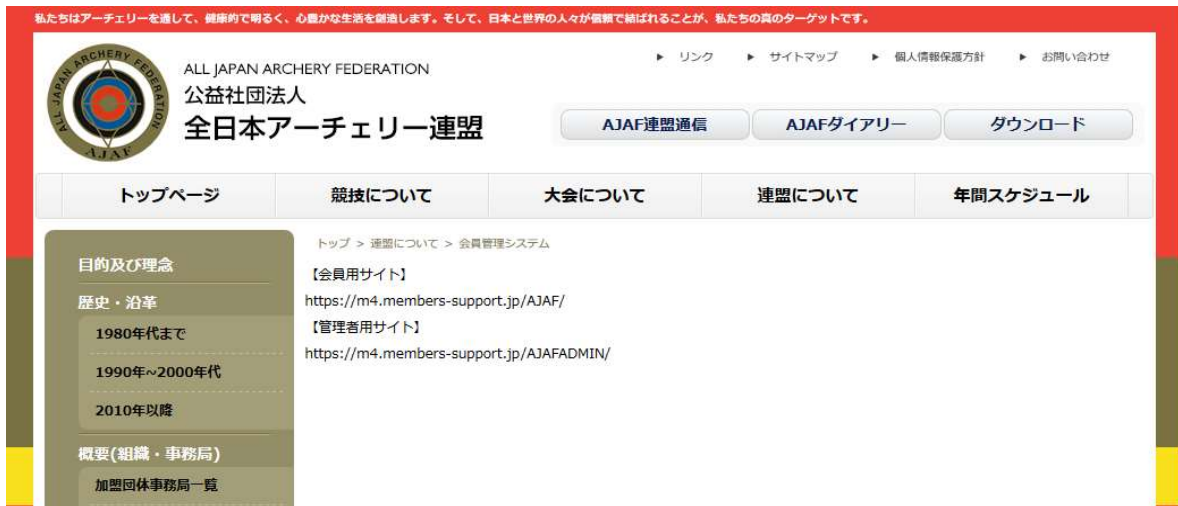 私たちはアーチェリーを通して、健康的で明るく、心豊かな生活を創造します。そして、日本と世界の人々が信頼で結ばれることが、私たちの真のターゲットです。
ALL JAPAN ARCHERY FEDERATION
AJAF
ALL JAPAN ARCHERY FEDERATION
公益社団法人
全日本アーチェリー連盟
リンク サイトマップ 個人情報保護方針 お問い合わせ
AJAF連盟通信 AJAFダイアリー ダウンロード
トップページ 競技について 大会について 連盟について 年間スケジュール
目的及び理念
歴史・沿革
1980年代まで
1990年~2000年代
2010年以降
概要(組織・事務局)
加盟団体事務局一覧
トップ > 連盟について > 会員管理システム
【会員用サイト】
https://m4.members-support.jp/AJAF/
【管理者用サイト】
https://m4.members-support.jp/AJAFADMIN/